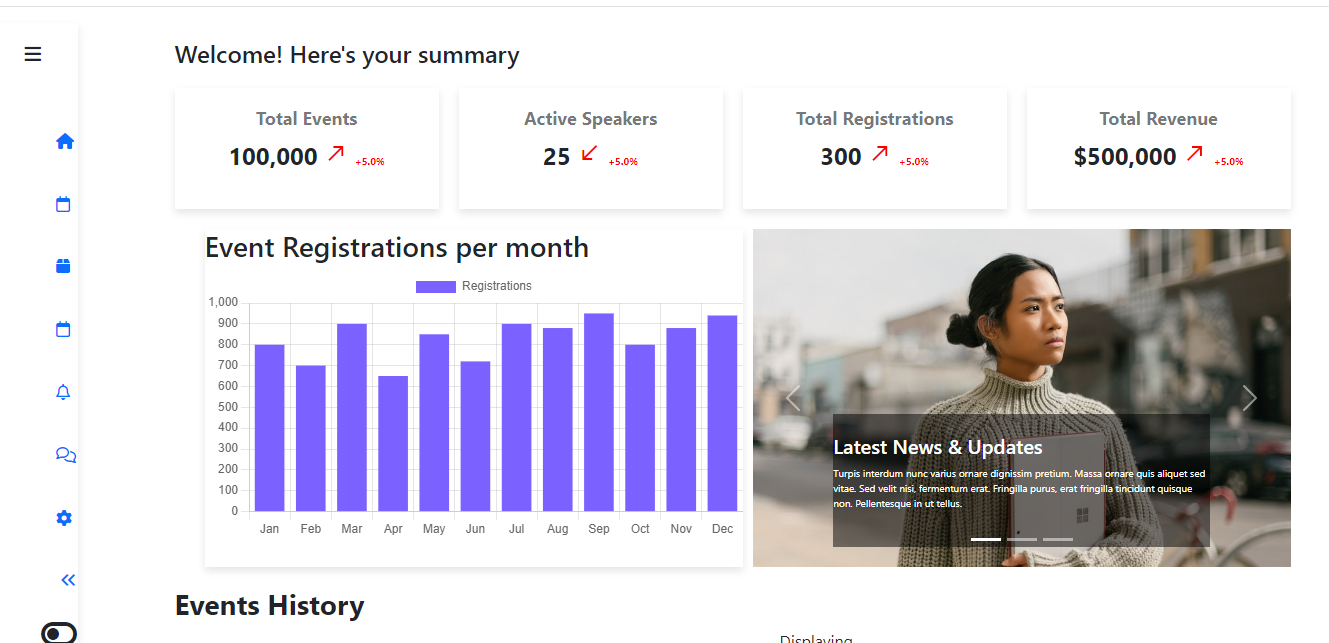 Welcome! Here's your summary
Total Events
100,000 +5.0%
Active Speakers
25 +5.0%
Total Registrations
300 +5.0%
Total Revenue
$500,000 +5.0%
Event Registrations per month
Registrations
1,000
900
800
700
600
500
400
300
200
100
0
Jan Feb Mar Apr May Jun Jul Aug Sep Oct Nov Dec
Latest News & Updates
Turpis interdum nunc varius ornare dignissim pretium. Massa ornare quis aliquet sed
vitae. Sed velit nisi, fermentum erat. Fringilla purus, erat fringilla tincidunt quisque
non. Pellentesque in ut tellus.
Events History
Displaying